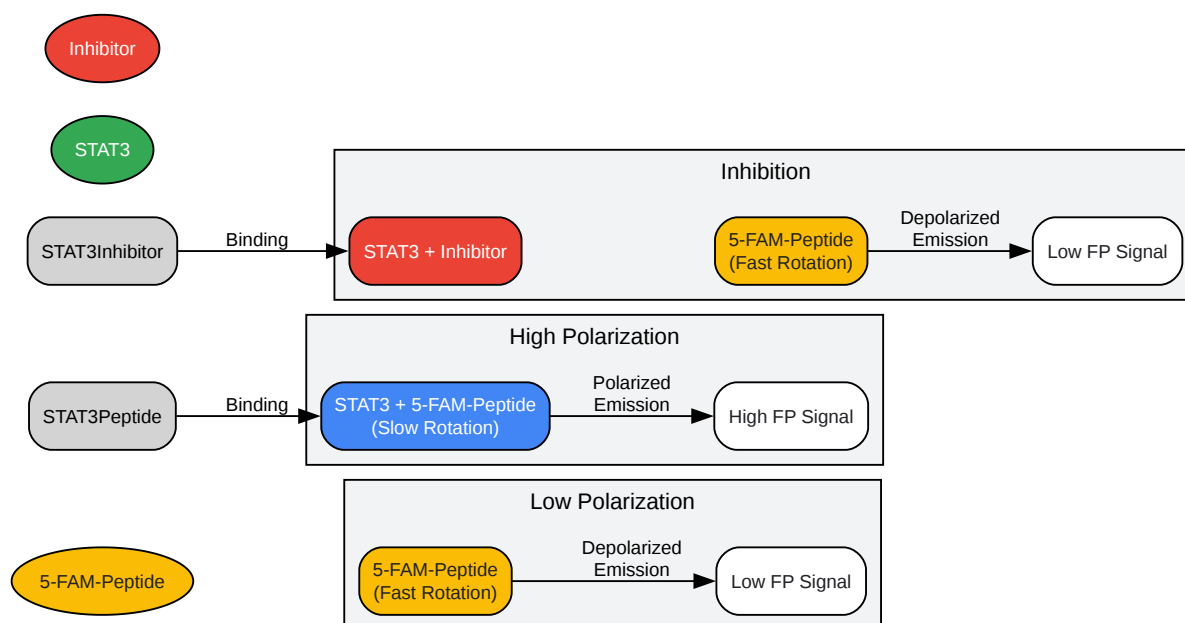 Inhibitor
STAT3
Inhibition
STAT3Inhibitor
Binding
STAT3 + Inhibitor
5-FAM-Peptide
(Fast Rotation)
Depolarized
Emission
Low FP Signal
High Polarization
STAT3Peptide
Binding
STAT3 + 5-FAM-Peptide
(Slow Rotation)
Polarized
Emission
High FP Signal
Low Polarization
5-FAM-Peptide
5-FAM-Peptide
(Fast Rotation)
Depolarized
Emission
Low FP Signal